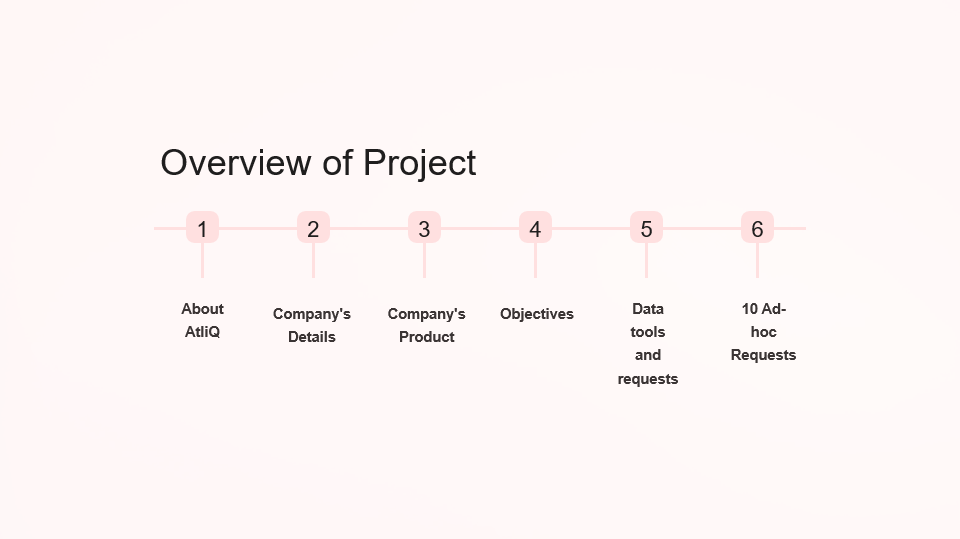 Overview of Project
1
2
3
4
5
6
About
AtliQ
Company's
Details
Company's
Product
Objectives
Data
tools
and
requests
10 Ad-
hoc
Requests